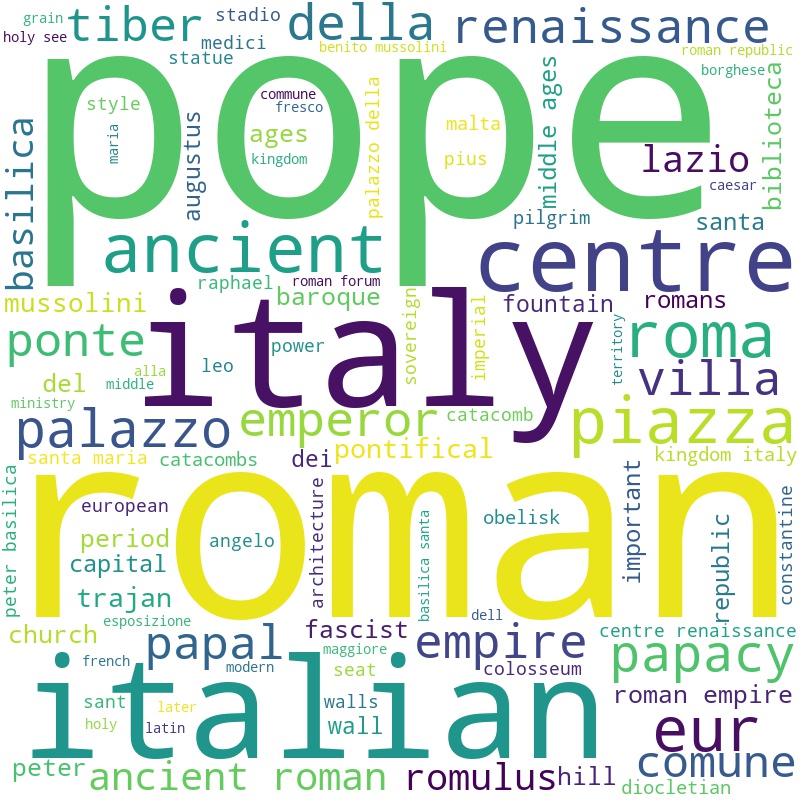 grain
tiber
stadio
della
renaissance
holy see
medici
statue
benito mussolini
roman republic
borghese
pope
style
commune
fresco
ages
kingdom
maria
augustus
palazzo della
malta
pius
middle ages
lazio
caesar
biblioteca
basilica
pilgrim
santa
ancient
centre
raphael
roman forum
baroque
mussolini
italy
sovereign
imperial
fountain
romans
ponte
power
leo
roma
territory
alla
del
middle
villa
ministry
palazzo
emperor
catacomb
piazza
santa maria
catacombs
dei
pontifical
kingdom italy
roman
peter basilica
european
period
angelo
capital
architecture
basilica santa
obelisk
important
republic
constantine
trajan
esposizione
dell
church
papal
fascist
empire
centre renaissance
maggiore
papacy
french
modern
seat
colosseum
italian
sant
later
walls
roman empire
holy
latin
wall
eur
comune
peter
ancient roman
romulus
hill
diocletian